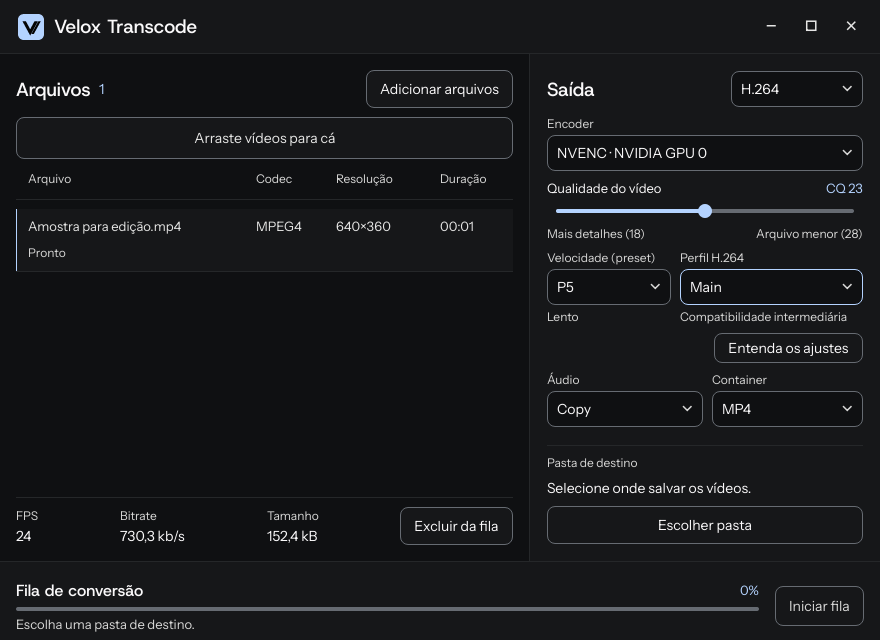 Velox Transcode
Arquivos 1
Adicionar arquivos
Arraste vídeos para cá
Arquivo Codec Resolução Duração
Amostra para edição.mp4 MPEG4 640×360 00:01
Pronto
FPS Bitrate Tamanho
24 730,3 kb/s 152,4 kB
Excluir da fila
Saída
H.264
Encoder
NVENC · NVIDIA GPU 0
Qualidade do vídeo CQ 23
Mais detalhes (18) Arquivo menor (28)
Velocidade (preset) Perfil H.264
P5 Main
Lento Compatibilidade intermediária
Entenda os ajustes
Áudio Container
Copy MP4
Pasta de destino
Selecione onde salvar os vídeos.
Escolher pasta
Fila de conversão 0%
Escolha uma pasta de destino.
Iniciar fila